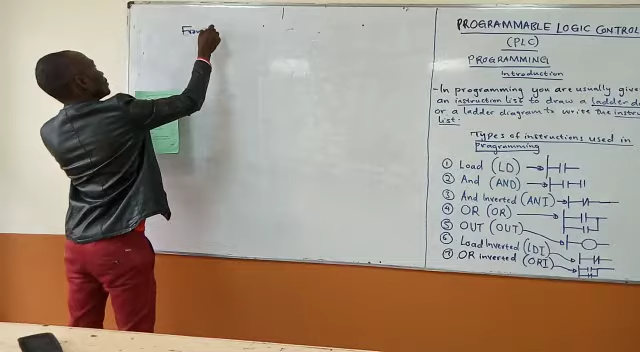 PROGRAMMABLE LOGIC CONTROL
(PLC)
PROGRAMMING
Introduction
-In programming you are usually give
an instruction list to draw a ladder
or a ladder diagram to write the
list:
Types of instructions used in
programming
① Load (LD)
② And (AND)
③ And Inverted (ANI)
④ OR (OR)
⑤ OUT (OUT)
⑥ Load Inverted (LDI)
⑦ OR Inverted (ORI)